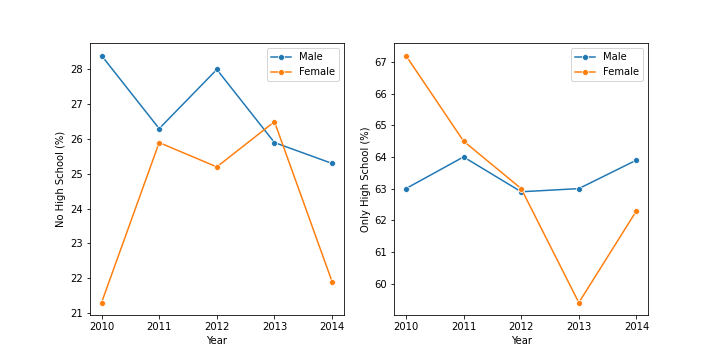 No High School (%)
28
27
26
25
24
23
22
21
2010 2011 2012 2013 2014
Year
Male
Female
Only High School (%)
67
66
65
64
63
62
61
60
2010 2011 2012 2013 2014
Year
Male
Female